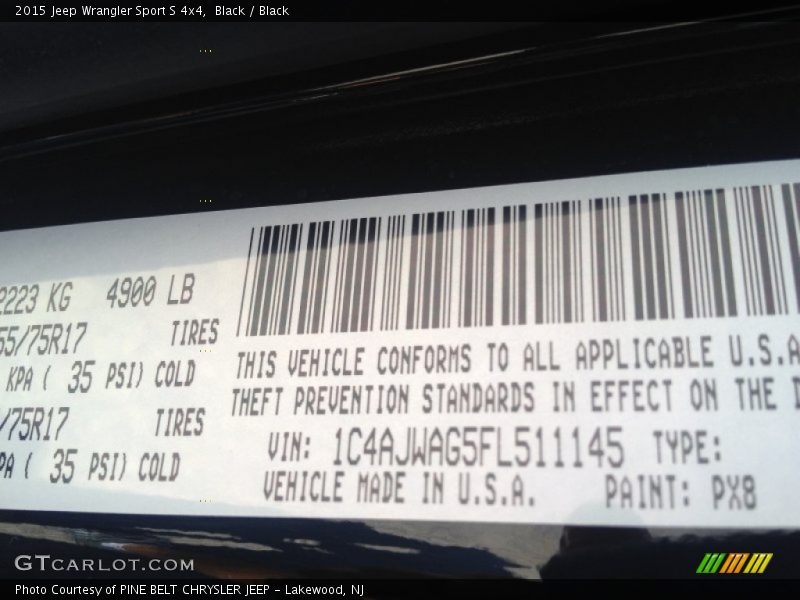 2015 Jeep Wrangler Sport S 4x4, Black / Black
2223 KG 4900 LB
55/75R17 TIRES
KPA ( 35 PSI) COLD
/75R17 TIRES
PA ( 35 PSI) COLD
THIS VEHICLE CONFORMS TO ALL APPLICABLE U.S.A
THEFT PREVENTION STANDARDS IN EFFECT ON THE D
VIN: 1C4AJWAG5FL511145 TYPE:
VEHICLE MADE IN U.S.A. PAINT: PX8
GTCARLOT.COM
Photo Courtesy of PINE BELT CHRYSLER JEEP - Lakewood, NJ